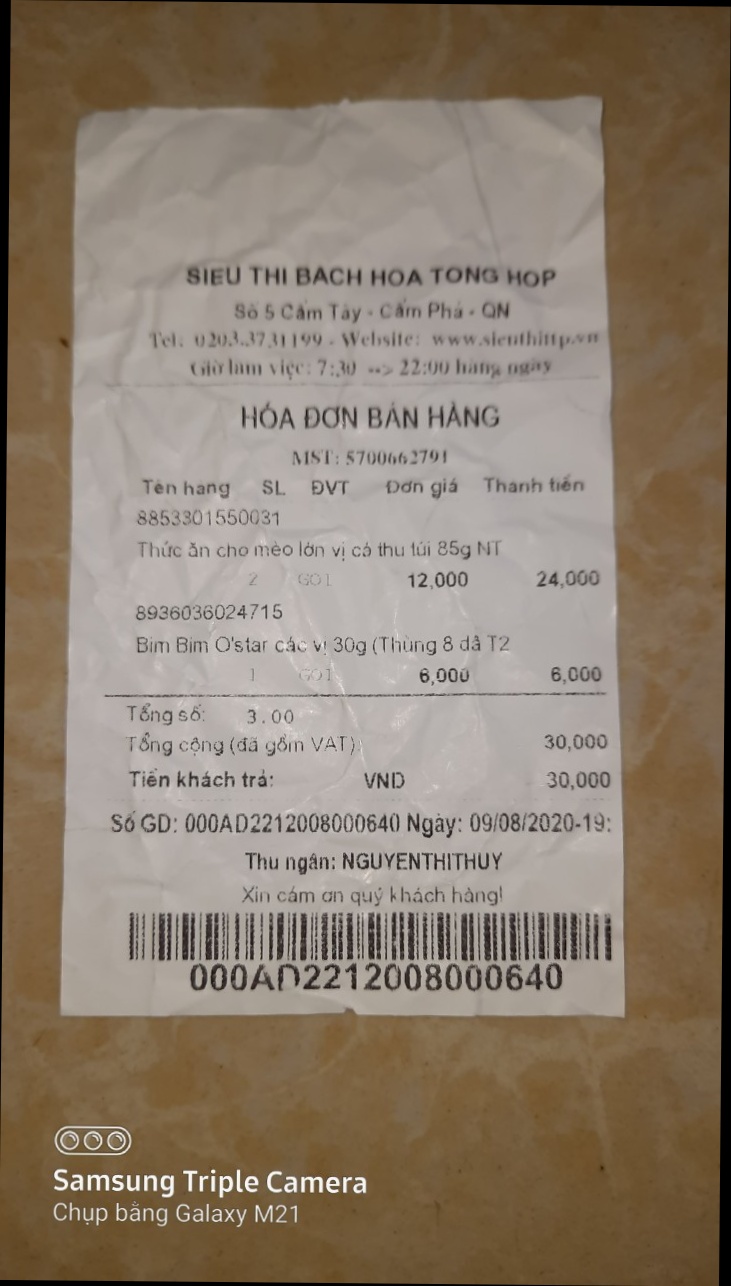 SIEU THI BACH HOA TONG HOP
Số 5 Cẩm Tây - Cẩm Phả - QN
Tel: 0203.3731199 - Website: www.sieuthittp.vn
Giờ làm việc: 7:30 --> 22:00 hàng ngày
HÓA ĐƠN BÁN HÀNG
MST: 5700662791
Tên hàng SL ĐVT Đơn giá Thành tiền
8853301550031
Thức ăn cho mèo lớn vị cá thu túi 85g NT
2 GO1 12,000 24,000
8936036024715
Bim Bim O'star các vị 30g (Thùng 8 dâ T2
1 GO1 6,000 6,000
Tổng số: 3.00
Tổng cộng (đã gồm VAT): 30,000
Tiền khách trả: VND 30,000
Số GD: 000AD2212008000640 Ngày: 09/08/2020-19:
Thu ngân: NGUYENTHITHUY
Xin cám ơn quý khách hàng!
000AD2212008000640
Samsung Triple Camera
Chụp bằng Galaxy M21